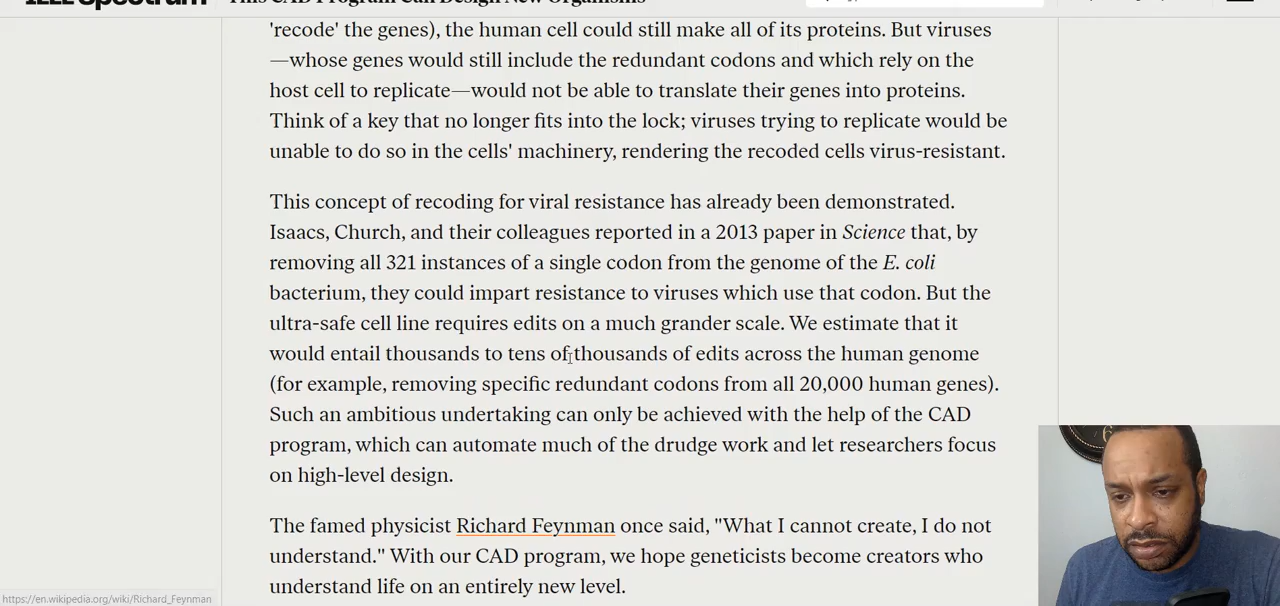 'recode' the genes), the human cell could still make all of its proteins. But viruses
—whose genes would still include the redundant codons and which rely on the
host cell to replicate—would not be able to translate their genes into proteins.
Think of a key that no longer fits into the lock; viruses trying to replicate would be
unable to do so in the cells' machinery, rendering the recoded cells virus-resistant.
This concept of recoding for viral resistance has already been demonstrated.
Isaacs, Church, and their colleagues reported in a 2013 paper in Science that, by
removing all 321 instances of a single codon from the genome of the E. coli
bacterium, they could impart resistance to viruses which use that codon. But the
ultra-safe cell line requires edits on a much grander scale. We estimate that it
would entail thousands to tens of thousands of edits across the human genome
(for example, removing specific redundant codons from all 20,000 human genes).
Such an ambitious undertaking can only be achieved with the help of the CAD
program, which can automate much of the drudge work and let researchers focus
on high-level design.
The famed physicist Richard Feynman once said, "What I cannot create, I do not
understand." With our CAD program, we hope geneticists become creators who
understand life on an entirely new level.
https://en.wikipedia.org/wiki/Richard_Feynman